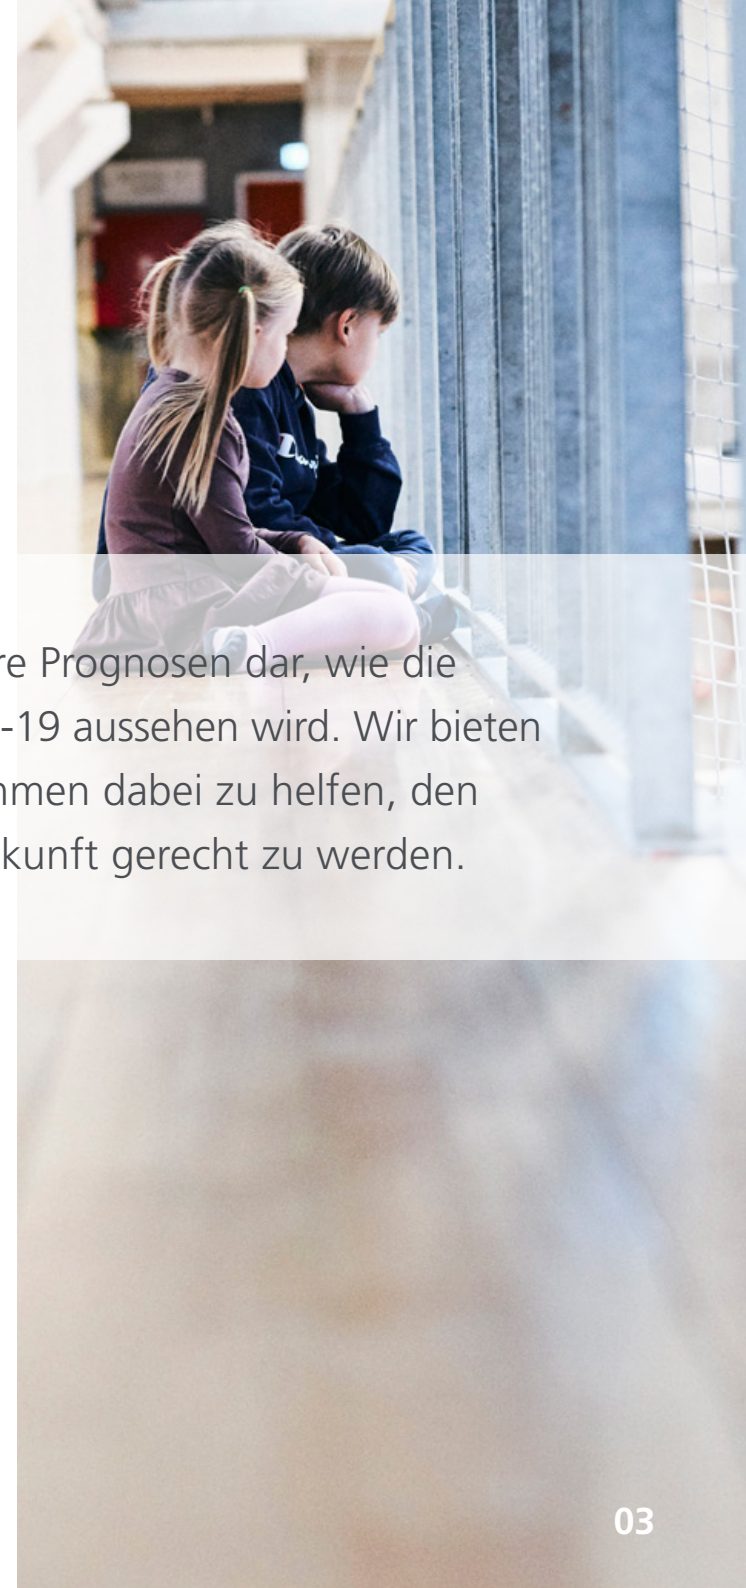 re Prognosen dar, wie die
-19 aussehen wird. Wir bieten
hmen dabei zu helfen, den
kunft gerecht zu werden.
03